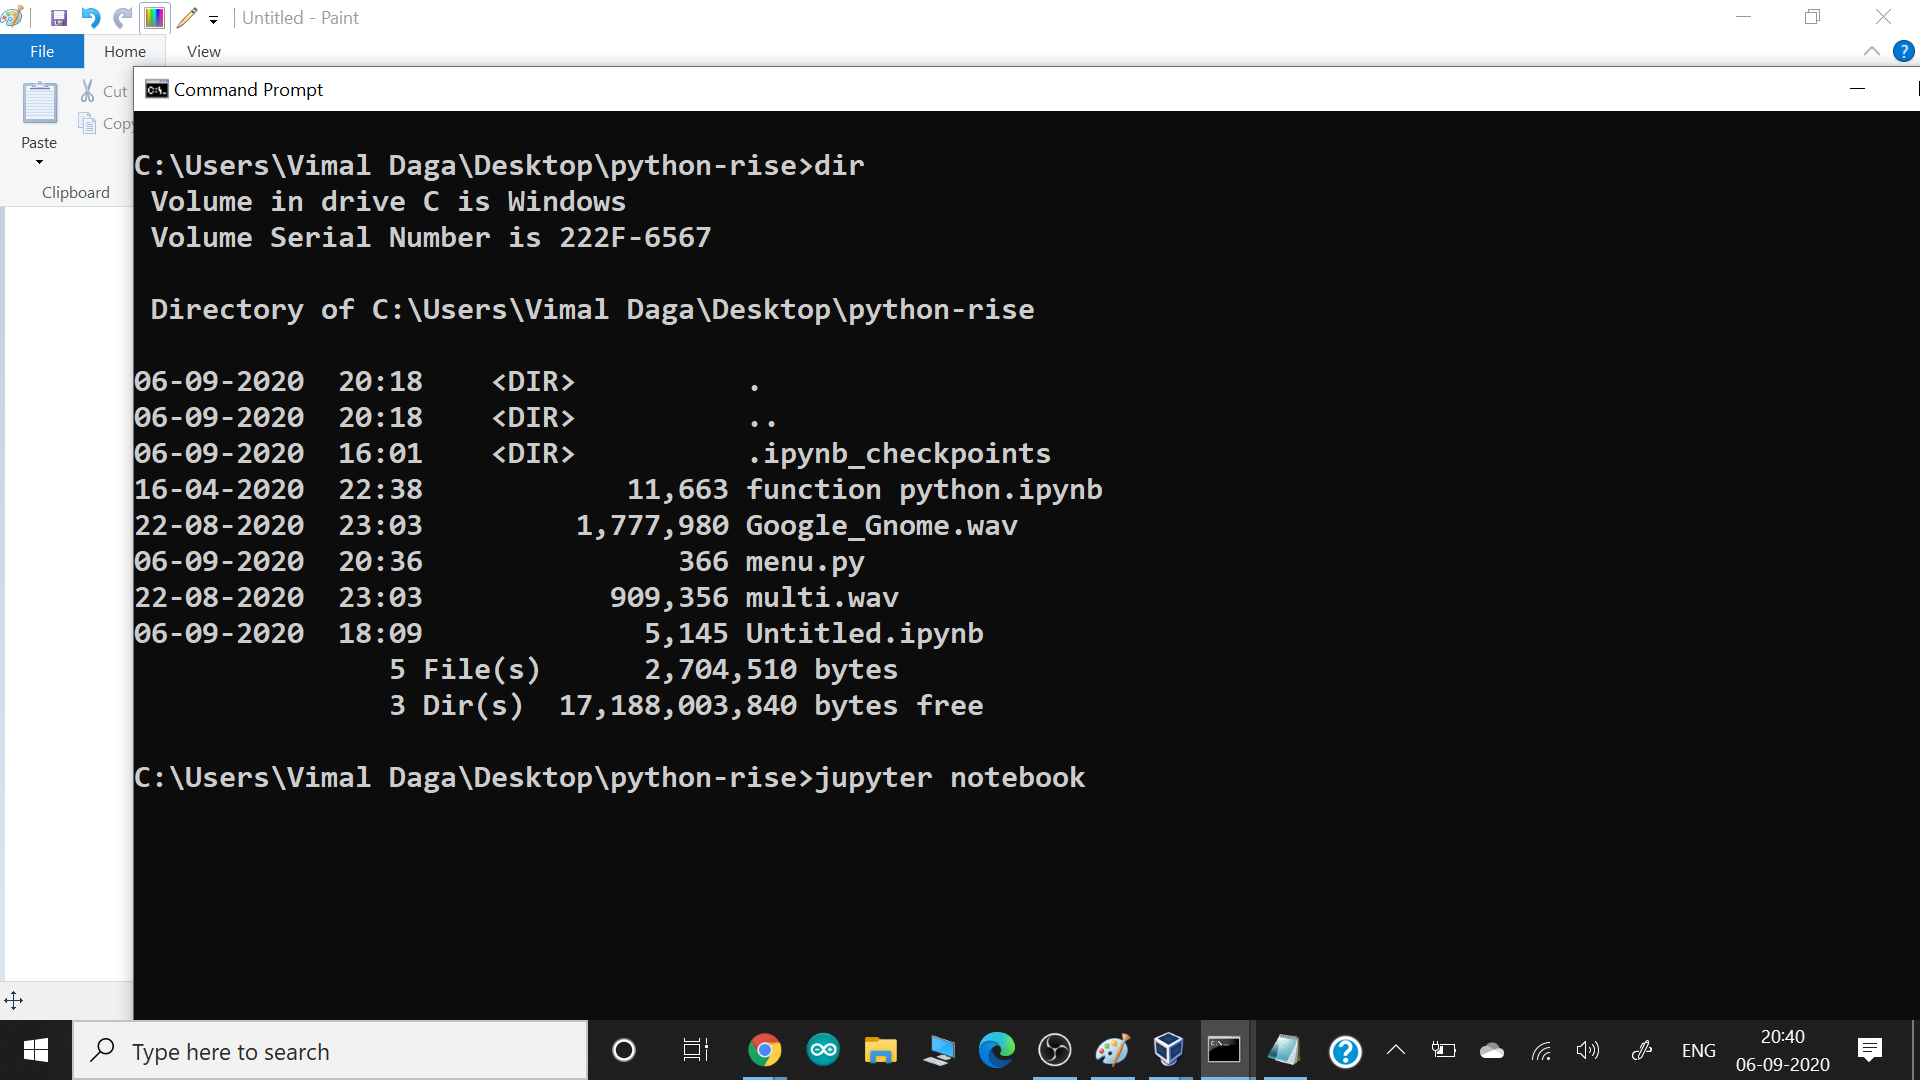 Untitled - Paint
File Home View
Cut
Copy
Paste
Clipboard
Command Prompt
C:\Users\Vimal Daga\Desktop\python-rise>dir
Volume in drive C is Windows
Volume Serial Number is 222F-6567
Directory of C:\Users\Vimal Daga\Desktop\python-rise
06-09-2020 20:18 <DIR> .
06-09-2020 20:18 <DIR> ..
06-09-2020 16:01 <DIR> .ipynb_checkpoints
16-04-2020 22:38 11,663 function python.ipynb
22-08-2020 23:03 1,777,980 Google_Gnome.wav
06-09-2020 20:36 366 menu.py
22-08-2020 23:03 909,356 multi.wav
06-09-2020 18:09 5,145 Untitled.ipynb
5 File(s) 2,704,510 bytes
3 Dir(s) 17,188,003,840 bytes free
C:\Users\Vimal Daga\Desktop\python-rise>jupyter notebook
Type here to search
ENG
20:40
06-09-2020